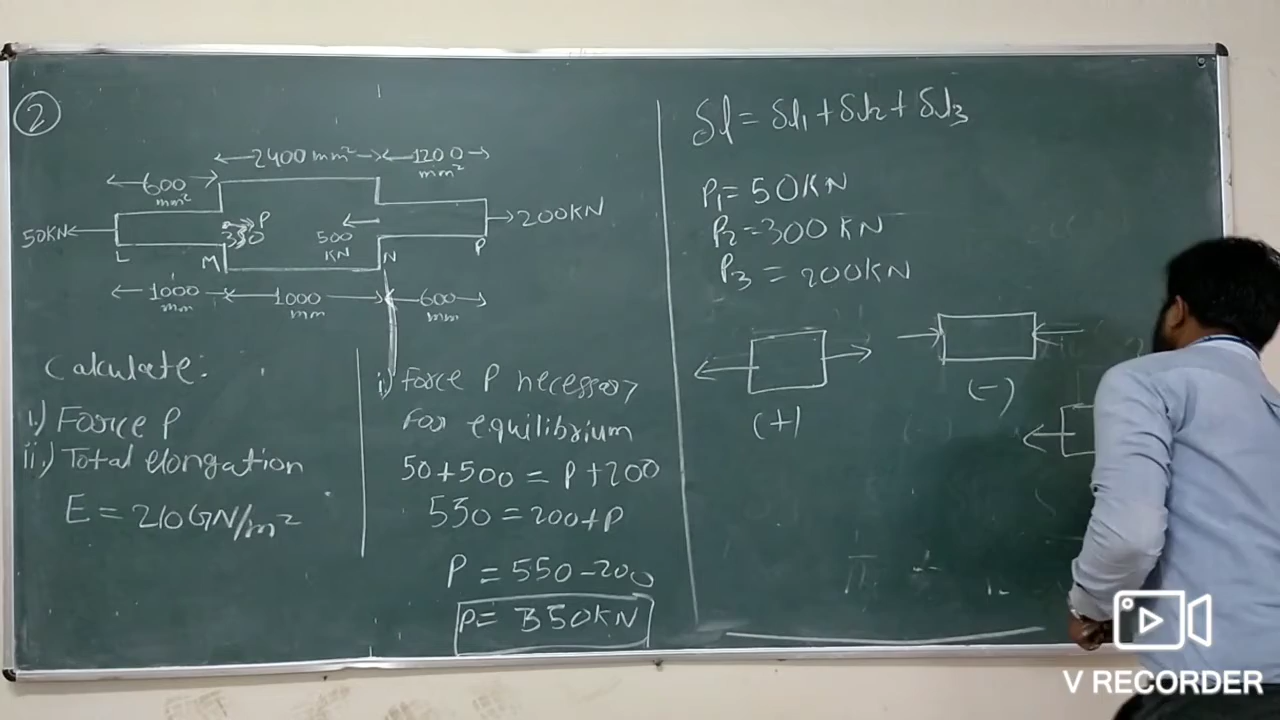 2
2400 mm²
1200 mm²
600 mm²
50KN
P
350
500 KN
200KN
L
M
N
P
1000 mm
1000 mm
600 mm
Calculate:
i.) Force P
ii.) Total elongation
E = 210 GN/m²
i) Force P necessary
For equilibrium
50+500 = P+200
550 = 200+P
P = 550-200
P = 350KN
δl = δl₁ + δl₂ + δl₃
P₁ = 50KN
P₂ = 300 KN
P₃ = 200KN
(+)
(-)
V RECORDER